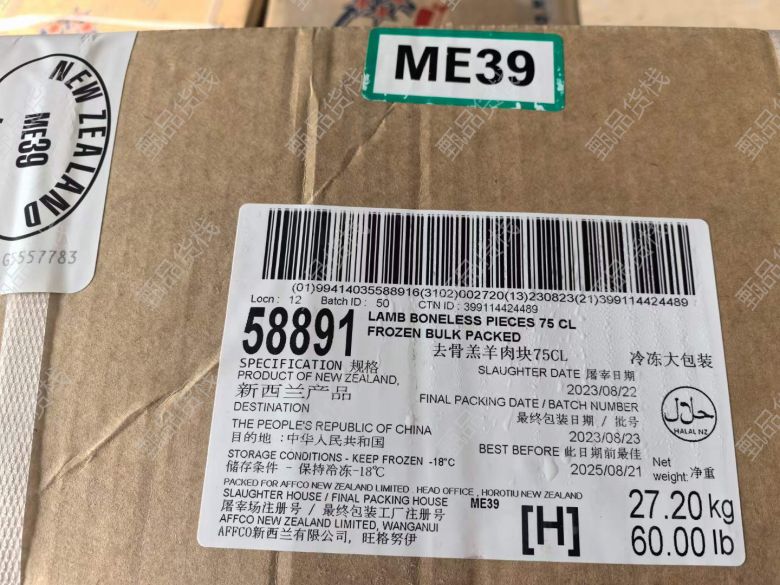 ME39
NEW ZEALAND
ME39
G5557783
(01)99414035588916(3102)002720(13)230823(21)399114424489
Locn: 12 Batch ID: 50 CTN ID: 399114424489
58891
LAMB BONELESS PIECES 75 CL
FROZEN BULK PACKED
去骨羔羊肉块75CL 冷冻大包装
SPECIFICATION 规格
PRODUCT OF NEW ZEALAND,
新西兰产品
SLAUGHTER DATE 屠宰日期
2023/08/22
DESTINATION
FINAL PACKING DATE / BATCH NUMBER
最终包装日期 / 批号
THE PEOPLE'S REPUBLIC OF CHINA
目的地:中华人民共和国
2023/08/23
BEST BEFORE 此日期前最佳
2025/08/21
حلال
HALAL NZ
STORAGE CONDITIONS - KEEP FROZEN -18°C
储存条件 - 保持冷冻-18℃
Net
weight: 净重
27.20 kg
60.00 lb
PACKED FOR AFFCO NEW ZEALAND LIMITED HEAD OFFICE, HOROTIU NEW ZEALAND
SLAUGHTER HOUSE / FINAL PACKING HOUSE ME39
屠宰场注册号 / 最终包装工厂注册号
AFFCO NEW ZEALAND LIMITED, WANGANUI
AFFCO新西兰有限公司, 旺格努伊
[H]
甄品货栈